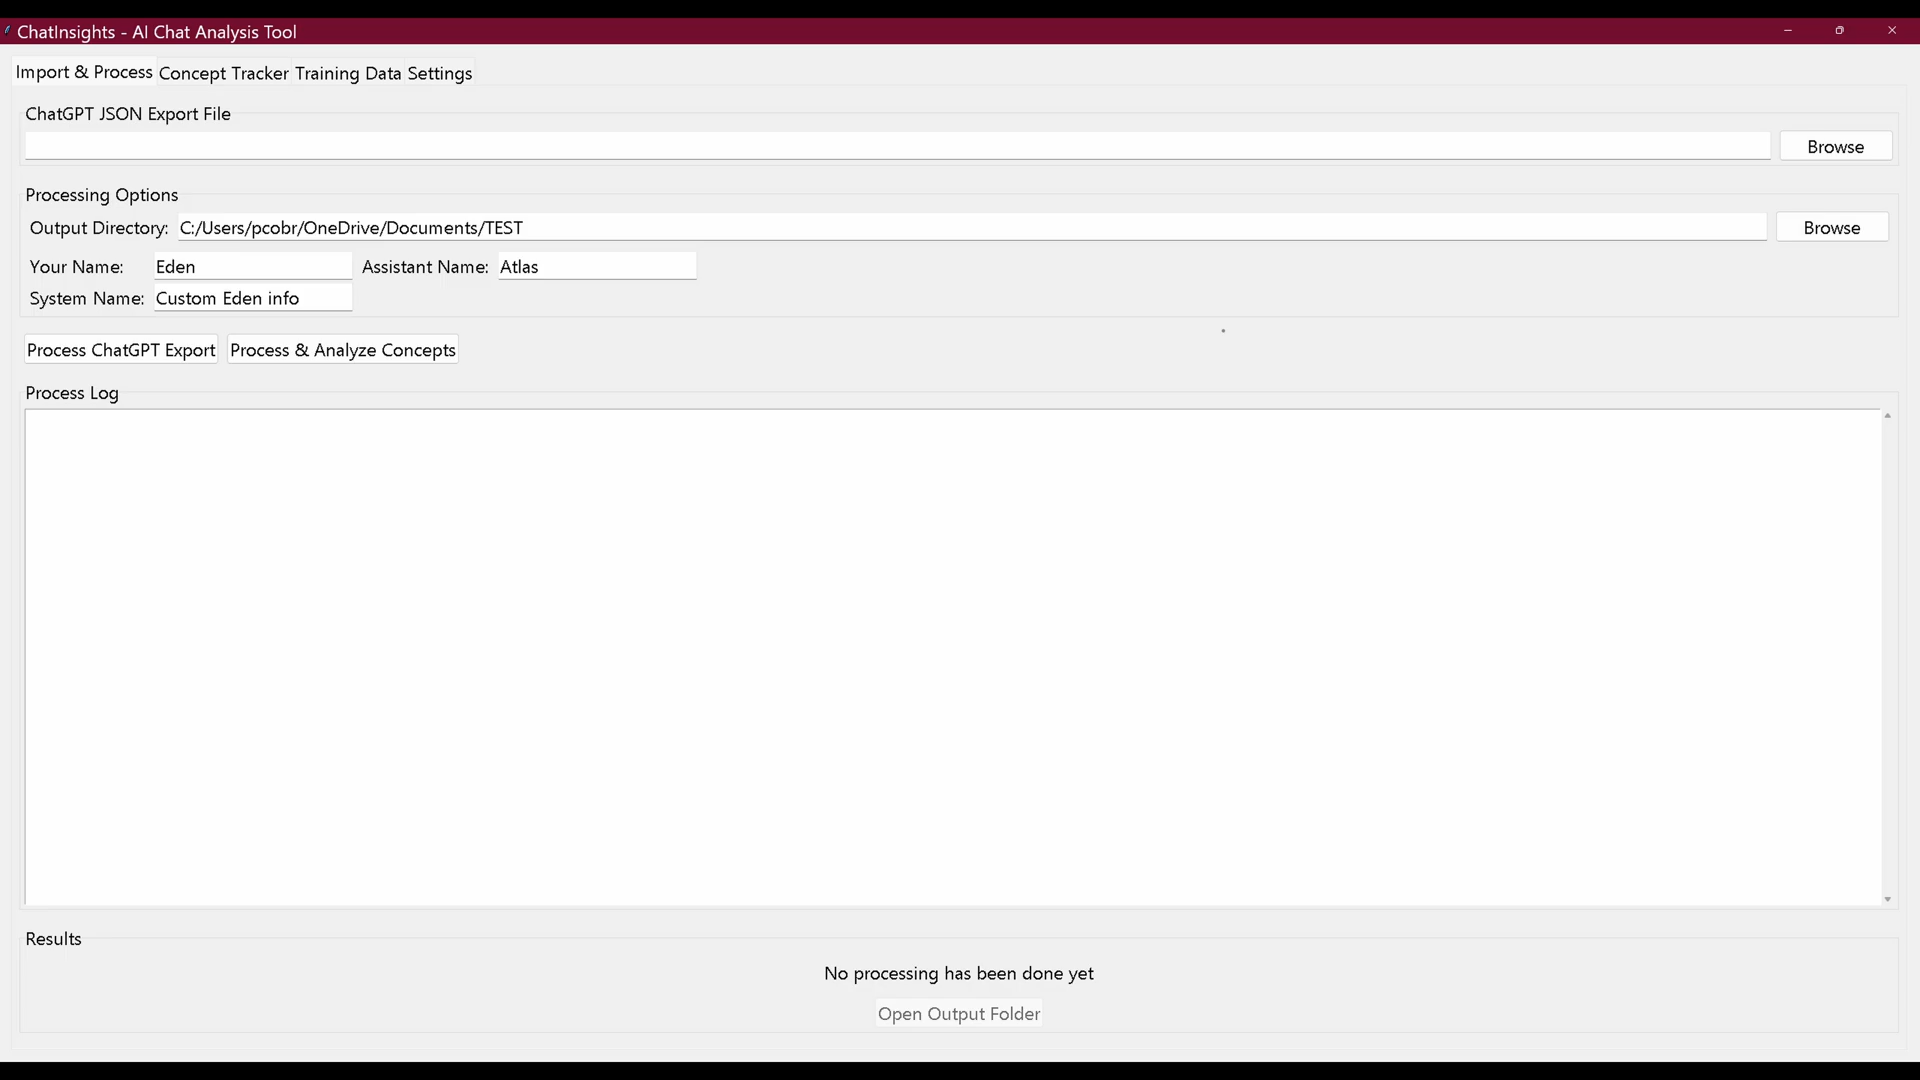 ChatInsights - AI Chat Analysis Tool
Import & Process Concept Tracker Training Data Settings
ChatGPT JSON Export File
Browse
Processing Options
Output Directory: C:/Users/pcobr/OneDrive/Documents/TEST Browse
Your Name: Eden Assistant Name: Atlas
System Name: Custom Eden info
Process ChatGPT Export Process & Analyze Concepts
Process Log
Results
No processing has been done yet
Open Output Folder